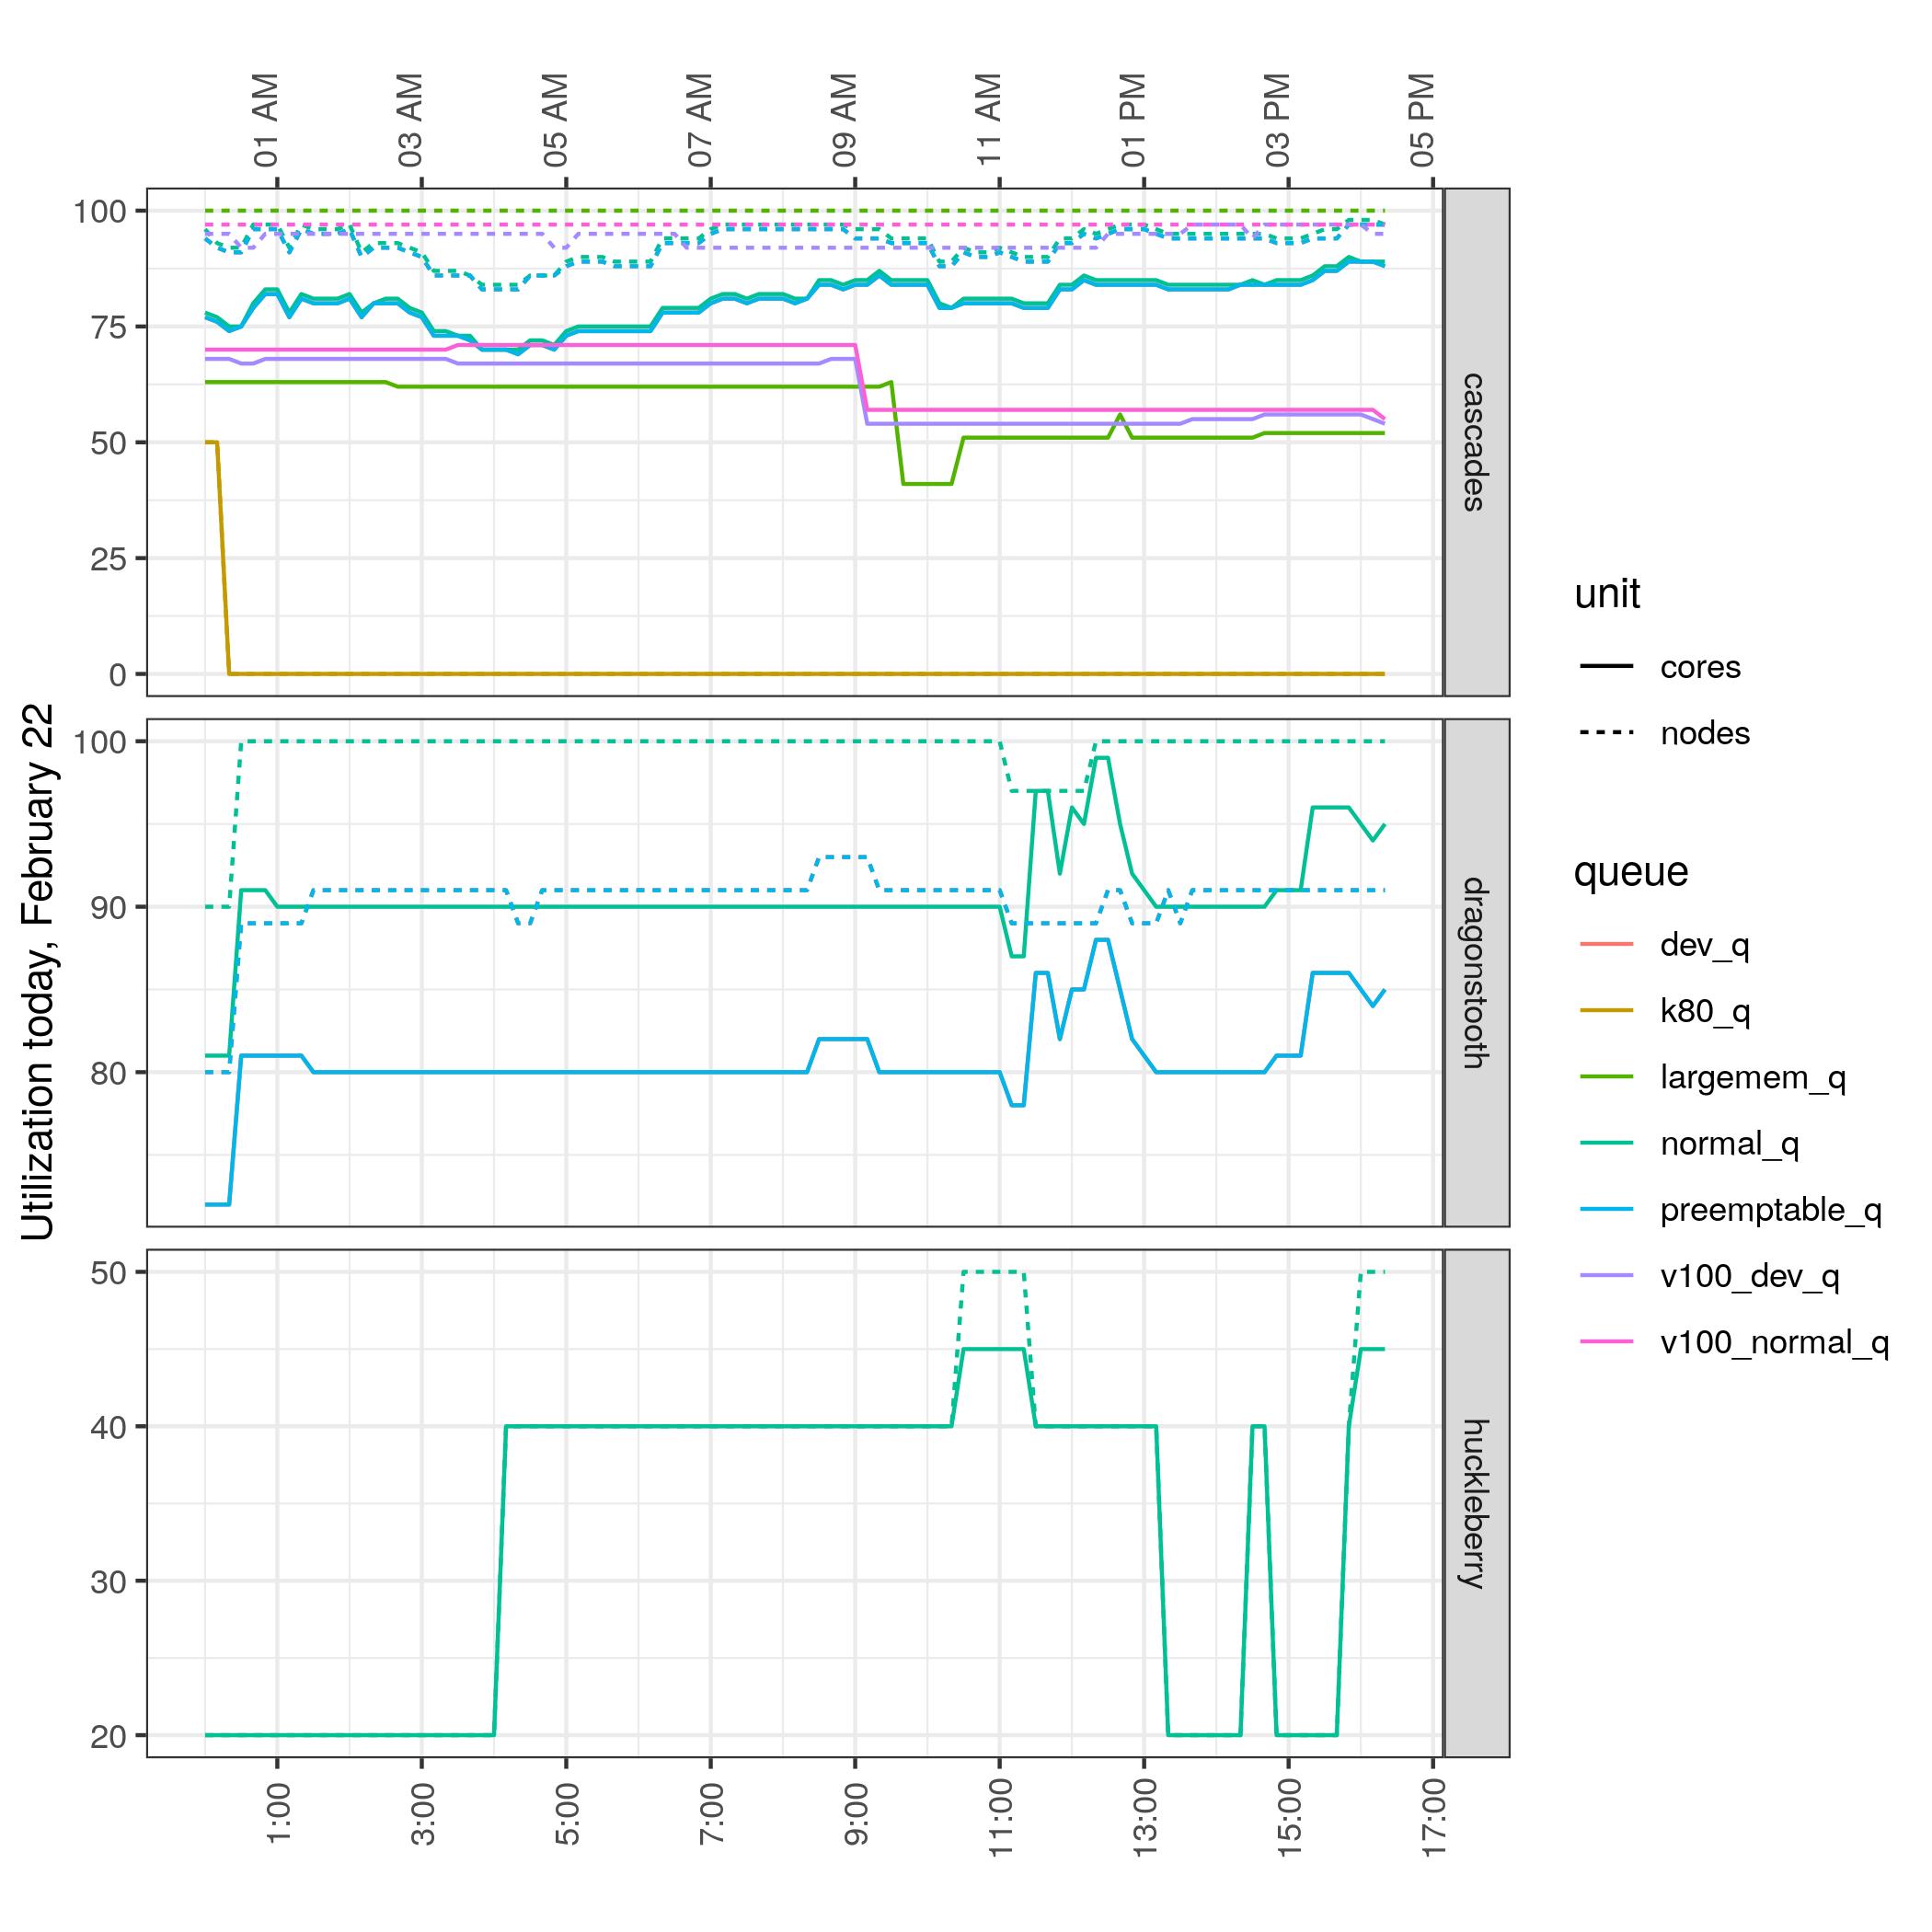 01 AM
03 AM
05 AM
07 AM
09 AM
11 AM
01 PM
03 PM
05 PM
Utilization today, February 22
100
75
50
25
0
cascades
100
90
80
dragonstooth
50
40
30
20
huckleberry
1:00
3:00
5:00
7:00
9:00
11:00
13:00
15:00
17:00
unit
cores
nodes
queue
dev_q
k80_q
largemem_q
normal_q
preemptable_q
v100_dev_q
v100_normal_q